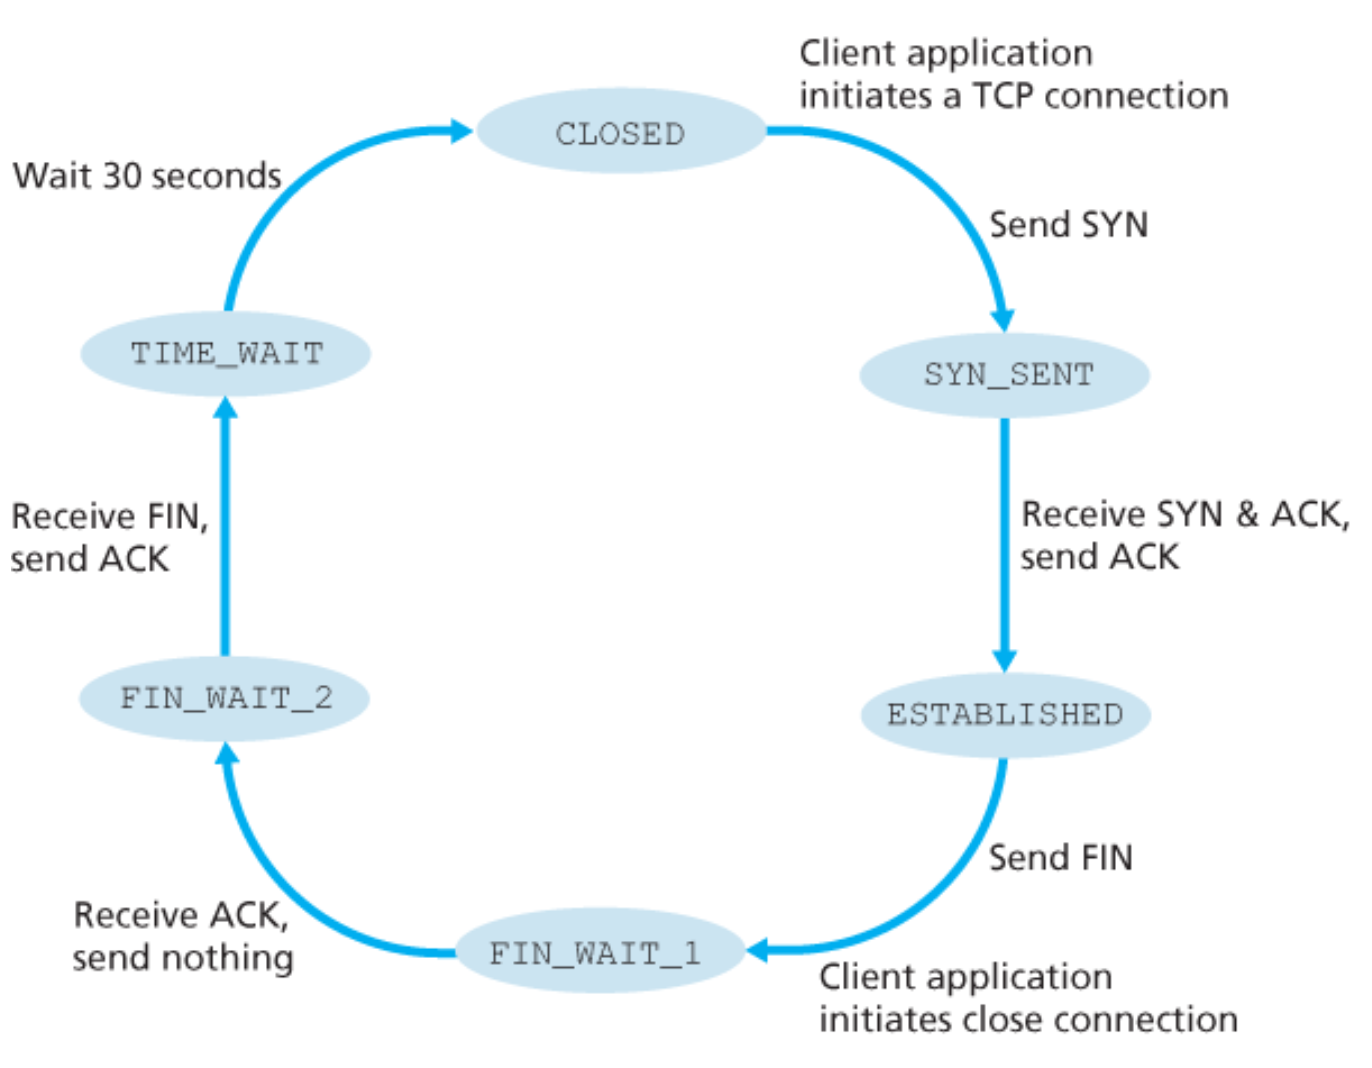 Client application
initiates a TCP connection
CLOSED
Wait 30 seconds
Send SYN
TIME_WAIT
SYN_SENT
Receive FIN,
send ACK
Receive SYN & ACK,
send ACK
FIN_WAIT_2
ESTABLISHED
Send FIN
Receive ACK,
send nothing
FIN_WAIT_1
Client application
initiates close connection